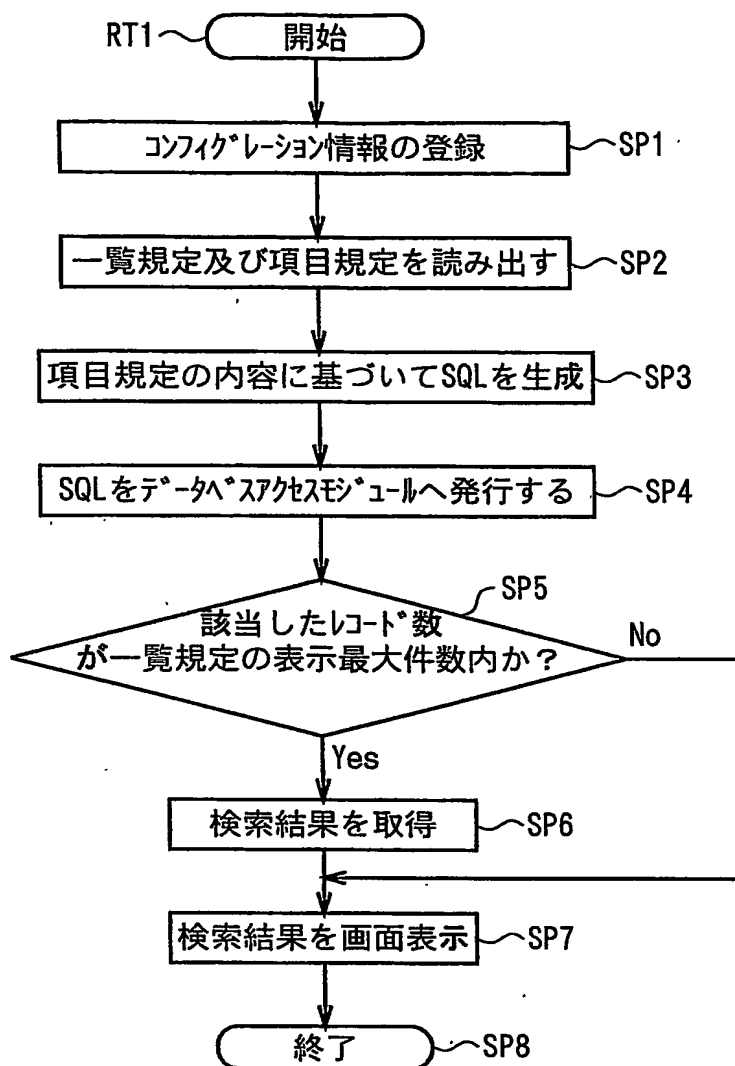 RT1
開始
コンフィグレーション情報の登録
SP1
一覧規定及び項目規定を読み出す
SP2
項目規定の内容に基づいてSQLを生成
SP3
SQLをデータベスアクセスモジュールへ発行する
SP4
SP5
該当したレコード数
が一覧規定の表示最大件数内か？
No
Yes
検索結果を取得
SP6
検索結果を画面表示
SP7
終了
SP8